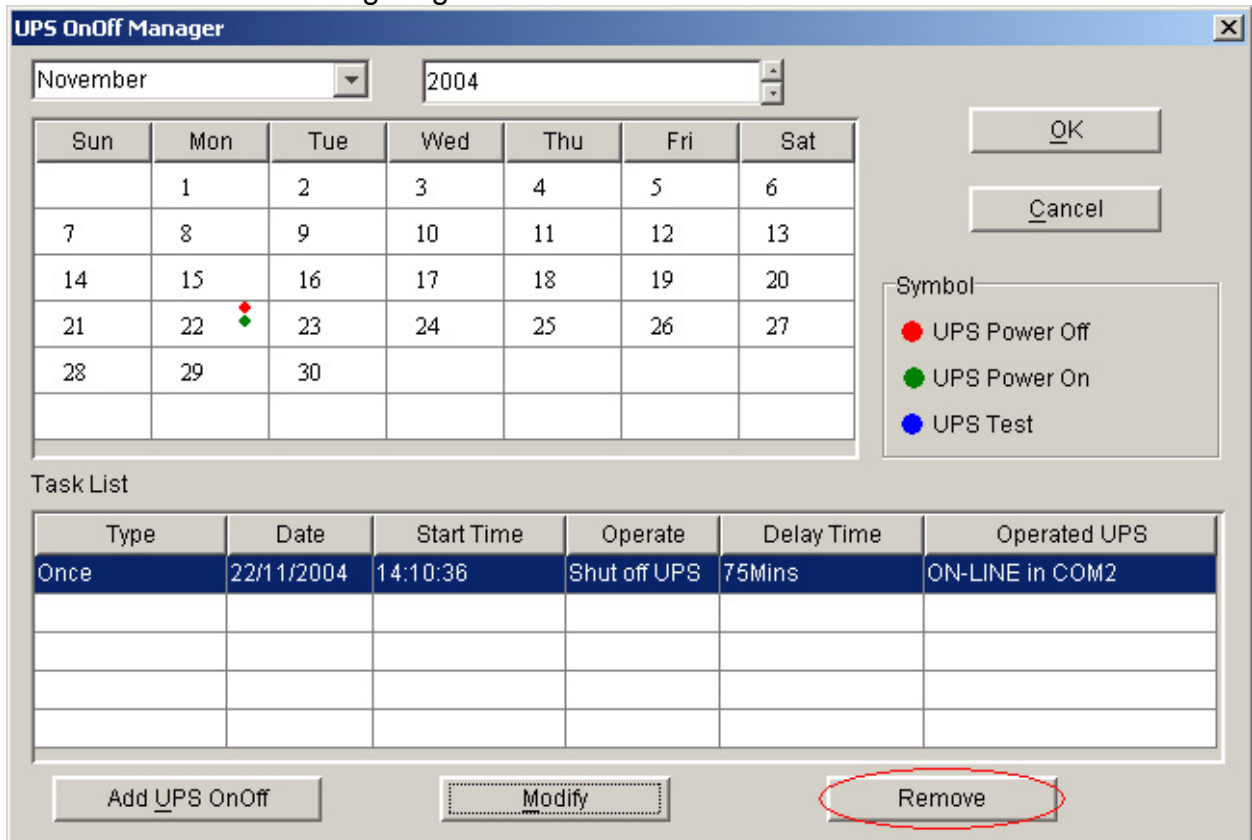 UPS OnOff Manager
November 2004
Sun Mon Tue Wed Thu Fri Sat
1 2 3 4 5 6
7 8 9 10 11 12 13
14 15 16 17 18 19 20
21 22 23 24 25 26 27
28 29 30
OK
Cancel
Symbol
UPS Power Off
UPS Power On
UPS Test
Task List
Type Date Start Time Operate Delay Time Operated UPS
Once 22/11/2004 14:10:36 Shut off UPS 75Mins ON-LINE in COM2
Add UPS OnOff Modify Remove